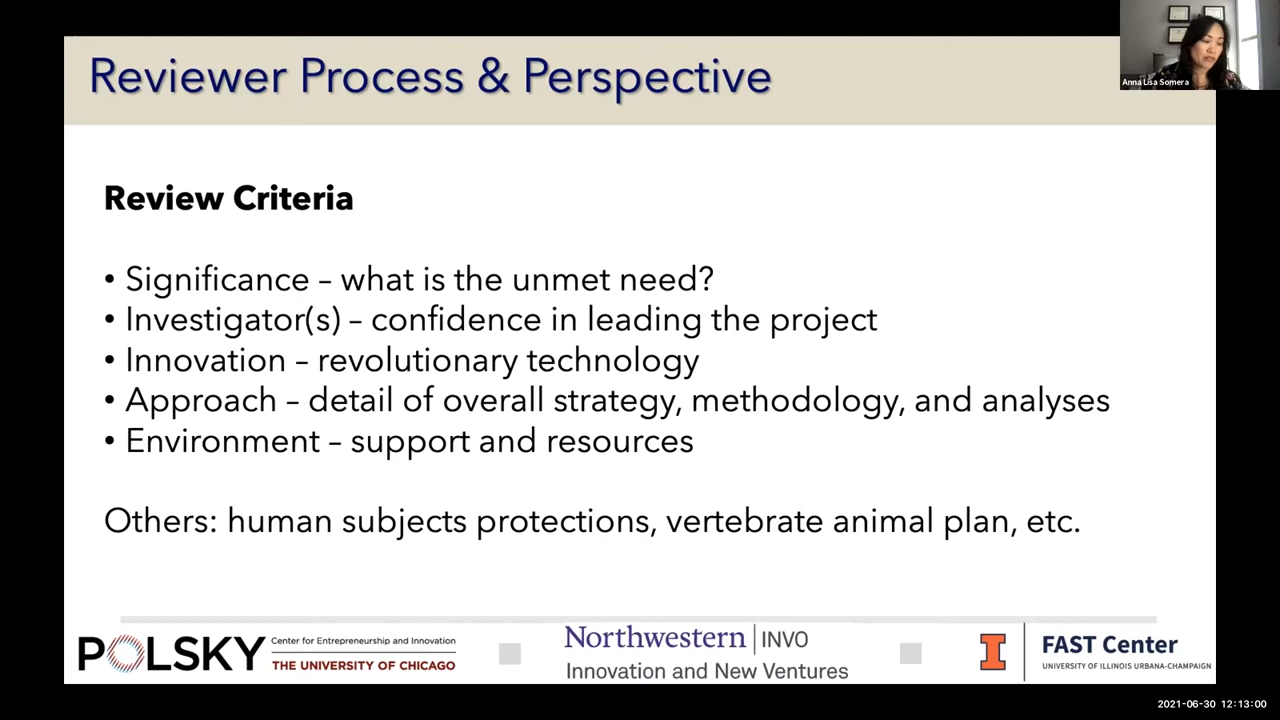 Reviewer Process & Perspective
Anna Lisa Somera
Review Criteria
• Significance – what is the unmet need?
• Investigator(s) – confidence in leading the project
• Innovation – revolutionary technology
• Approach – detail of overall strategy, methodology, and analyses
• Environment – support and resources
Others: human subjects protections, vertebrate animal plan, etc.
POLSKY
Center for Entrepreneurship and Innovation
THE UNIVERSITY OF CHICAGO
Northwestern | INVO
Innovation and New Ventures
I
FAST Center
UNIVERSITY OF ILLINOIS URBANA-CHAMPAIGN
2021-06-30 12:13:00